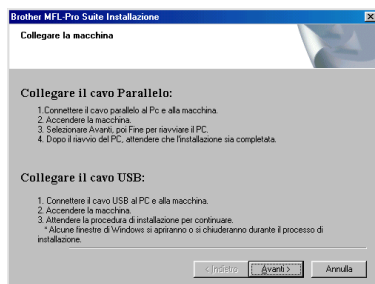 Brother MFL-Pro Suite Installazione
Collegare la macchina
Collegare il cavo Parallelo:
1.Connettere il cavo parallelo al Pc e alla macchina.
2. Accendere la macchina.
3. Selezionare Avanti, poi Fine per riavviare il PC.
4. Dopo il riavvio del PC, attendere che l'installazione sia completata.
Collegare il cavo USB:
1. Connettere il cavo USB al PC e alla macchina.
2. Accendere la macchina.
3. Attendere la procedura di installazione per continuare.
* Alcune finestre di Windows si apriranno o si chiuderanno durante il processo di
installazione.
< Indietro Avanti > Annulla